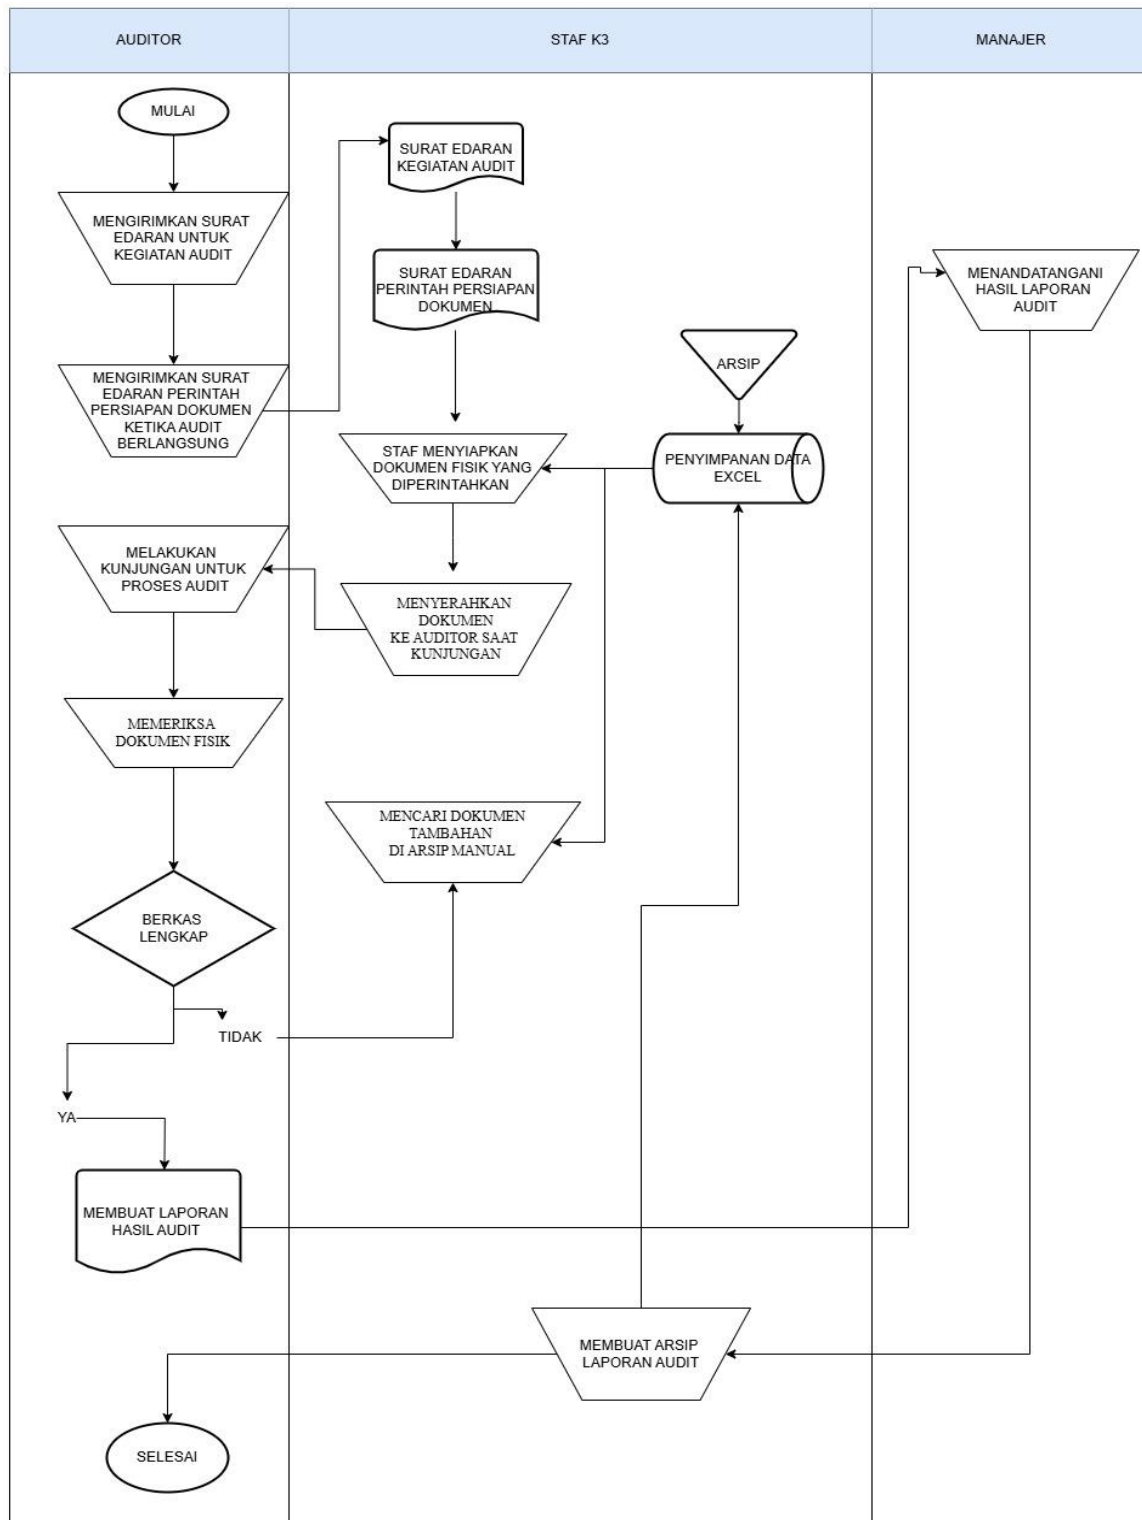 AUDITOR
STAF K3
MANAJER
MULAI
MENGIRIMKAN SURAT
EDARAN UNTUK
KEGIATAN AUDIT
MENGIRIMKAN SURAT
EDARAN PERINTAH
PERSIAPAN DOKUMEN
KETIKA AUDIT
BERLANGSUNG
SURAT EDARAN
KEGIATAN AUDIT
SURAT EDARAN
PERINTAH PERSIAPAN
DOKUMEN
ARSIP
PENYIMPANAN DATA
EXCEL
STAF MENYIAPKAN
DOKUMEN FISIK YANG
DIPERINTAHKAN
MENYERAHKAN
DOKUMEN
KE AUDITOR SAAT
KUNJUNGAN
MELAKUKAN
KUNJUNGAN UNTUK
PROSES AUDIT
MEMERIKSA
DOKUMEN FISIK
BERKAS
LENGKAP
TIDAK
MENCARI DOKUMEN
TAMBAHAN
DI ARSIP MANUAL
YA
MEMBUAT LAPORAN
HASIL AUDIT
MENANDATANGANI
HASIL LAPORAN
AUDIT
MEMBUAT ARSIP
LAPORAN AUDIT
SELESAI